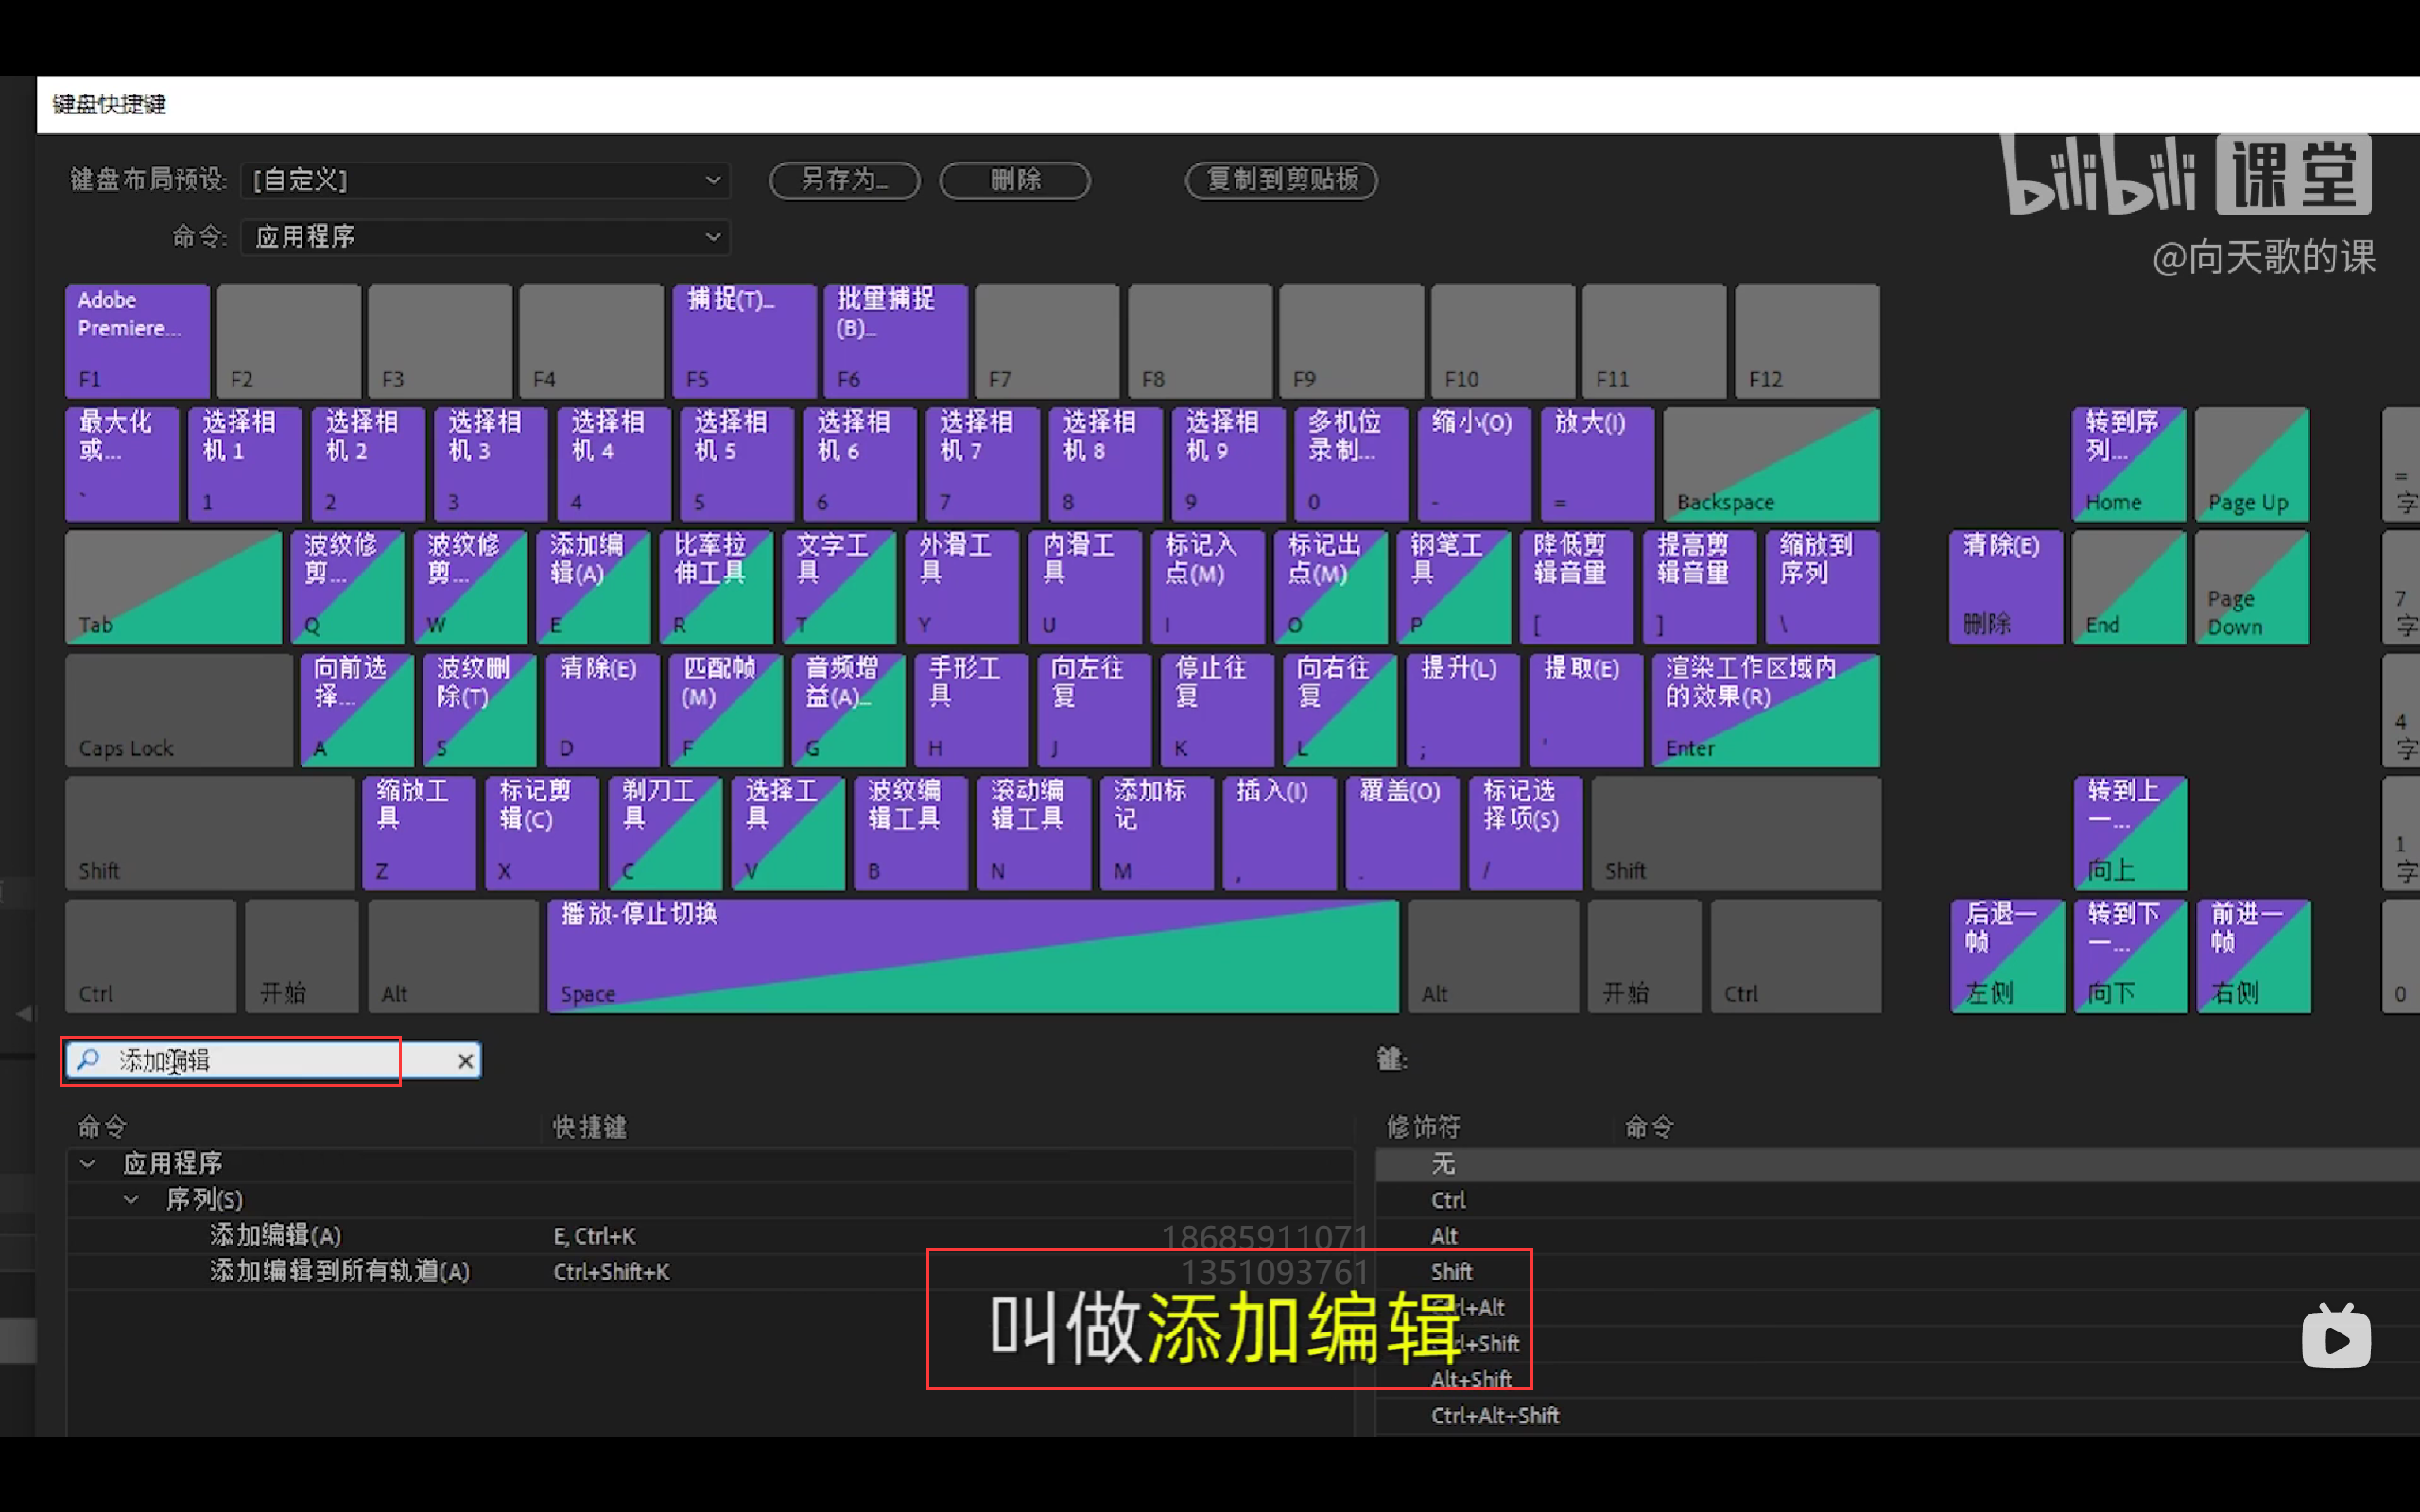 键盘快捷键
键盘布局预设: [自定义] 另存为... 删除 复制到剪贴板
bilibili 课堂
命令: 应用程序
@向天歌的课
Adobe
Premiere...
F1
F2
F3
F4
捕捉(T)...
F5
批量捕捉
(B)...
F6
F7
F8
F9
F10
F11
F12
最大化
或...
`
选择相
机 1
1
选择相
机 2
2
选择相
机 3
3
选择相
机 4
4
选择相
机 5
5
选择相
机 6
6
选择相
机 7
7
选择相
机 8
8
选择相
机 9
9
多机位
录制...
0
缩小(O)
-
放大(I)
=
Backspace
转到序
列...
Home
Page Up
=
字
Tab
波纹修
剪...
Q
波纹修
剪...
W
添加编
辑(A)
E
比率拉
伸工具
R
文字工
具
T
外滑工
具
Y
内滑工
具
U
标记入
点(M)
I
标记出
点(M)
O
钢笔工
具
P
降低剪
辑音量
[
提高剪
辑音量
]
缩放到
序列
\
清除(E)
删除
End
Page
Down
7
字
Caps Lock
向前选
择...
A
波纹删
除(T)
S
清除(E)
D
匹配帧
(M)
F
音频增
益(A)...
G
手形工
具
H
向左往
复
J
停止往
复
K
向右往
复
L
提升(L)
;
提取(E)
'
渲染工作区域内
的效果(R)
Enter
4
字
Shift
缩放工
具
Z
标记剪
辑(C)
X
剃刀工
具
C
选择工
具
V
波纹编
辑工具
B
滚动编
辑工具
N
添加标
记
M
插入(I)
,
覆盖(O)
.
标记选
择项(S)
/
Shift
转到上
一...
向上
1
字
Ctrl
开始
Alt
播放-停止切换
Space
Alt
开始
Ctrl
后退一
帧
左侧
转到下
一...
向下
前进一
帧
右侧
0
添加编辑
键:
命令 快捷键
修饰符 命令
应用程序
序列(S)
添加编辑(A) E, Ctrl+K
添加编辑到所有轨道(A) Ctrl+Shift+K
无
Ctrl
Alt
Shift
Ctrl+Alt
Ctrl+Shift
Alt+Shift
Ctrl+Alt+Shift
18685911071
1351093761
叫做添加编辑